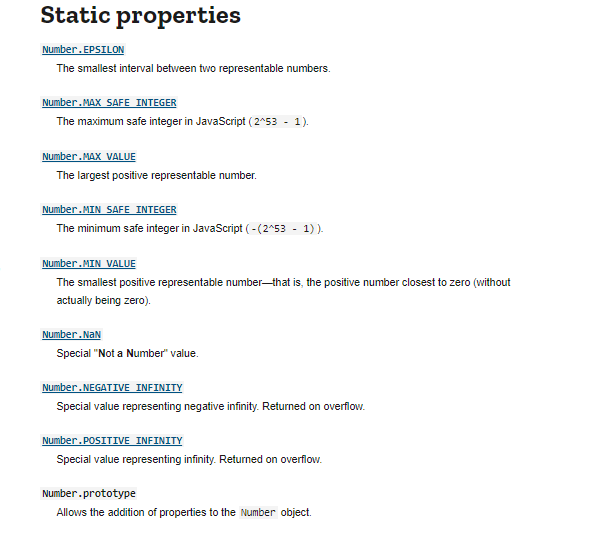 Static properties
Number.EPSILON
The smallest interval between two representable numbers.
Number.MAX_SAFE_INTEGER
The maximum safe integer in JavaScript (2^53 - 1).
Number.MAX_VALUE
The largest positive representable number.
Number.MIN_SAFE_INTEGER
The minimum safe integer in JavaScript (-(2^53 - 1)).
Number.MIN_VALUE
The smallest positive representable number—that is, the positive number closest to zero (without
actually being zero).
Number.NaN
Special "Not a Number" value.
Number.NEGATIVE_INFINITY
Special value representing negative infinity. Returned on overflow.
Number.POSITIVE_INFINITY
Special value representing infinity. Returned on overflow.
Number.prototype
Allows the addition of properties to the Number object.